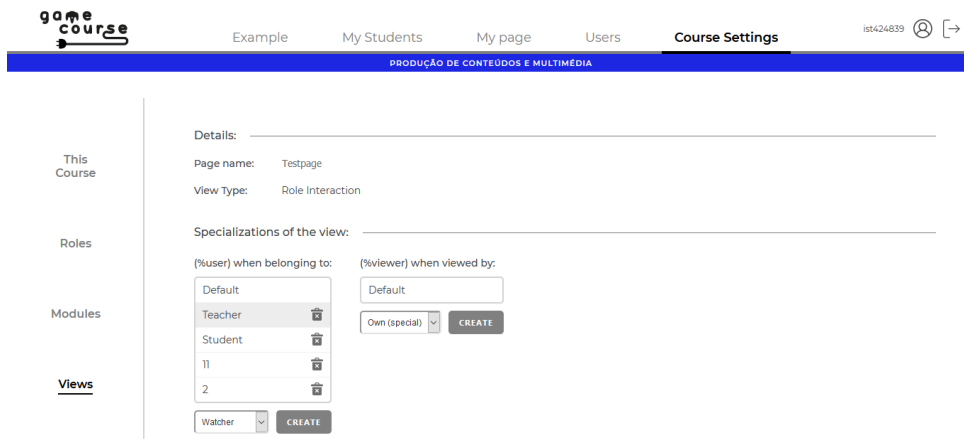 game
course
Example
My Students
My page
Users
Course Settings
ist424839
PRODUÇÃO DE CONTEÚDOS E MULTIMÉDIA
This
Course
Roles
Modules
Views
Details:
Page name: Testpage
View Type: Role Interaction
Specializations of the view:
(%user) when belonging to:
Default
Teacher
Student
11
2
Watcher
CREATE
(%viewer) when viewed by:
Default
Own (special)
CREATE